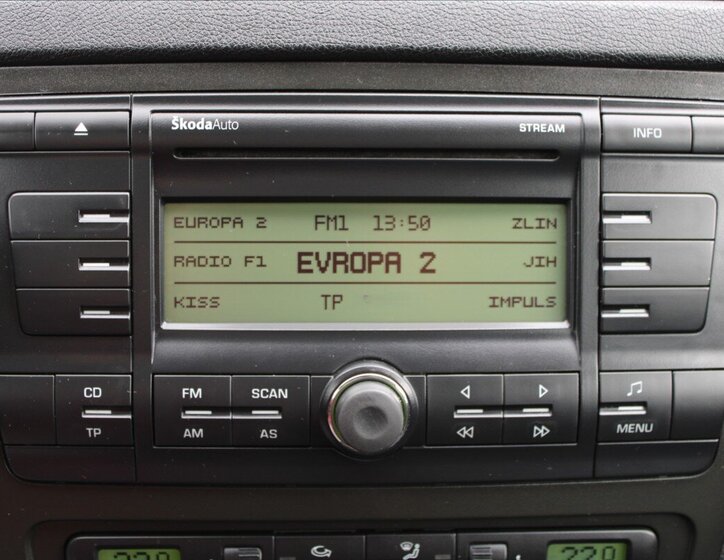 ŠkodaAuto STREAM INFO
EUROPA 2 FM1 13:50 ZLIN
RADIO F1 EVROPA 2 JIH
KISS TP IMPULS
CD FM SCAN
TP AM AS MENU